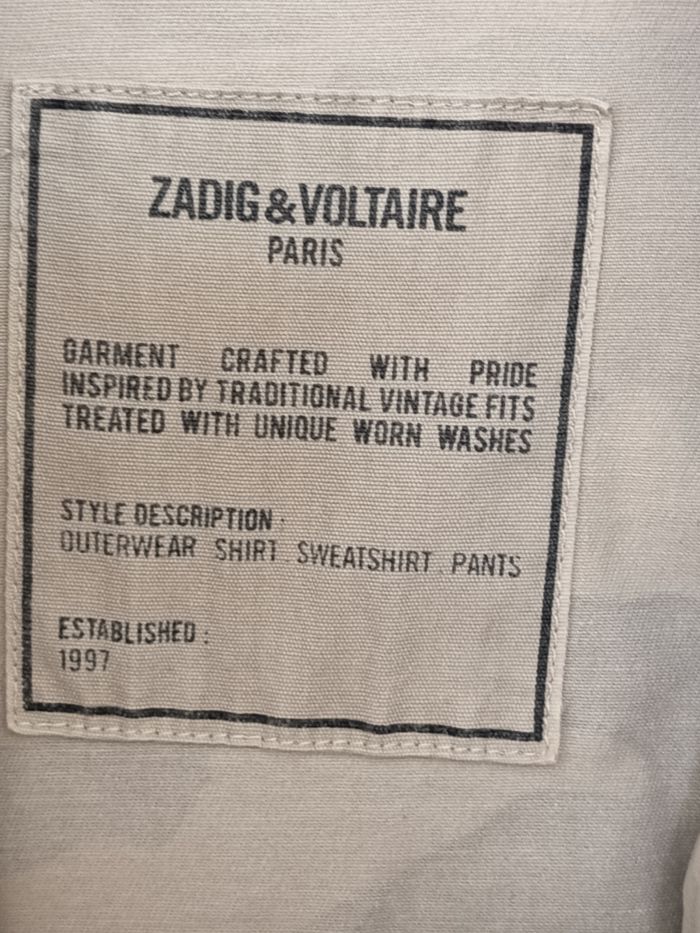 ZADIG&VOLTAIRE
PARIS
GARMENT CRAFTED WITH PRIDE
INSPIRED BY TRADITIONAL VINTAGE FITS
TREATED WITH UNIQUE WORN WASHES
STYLE DESCRIPTION :
OUTERWEAR SHIRT . SWEATSHIRT . PANTS
ESTABLISHED :
1997